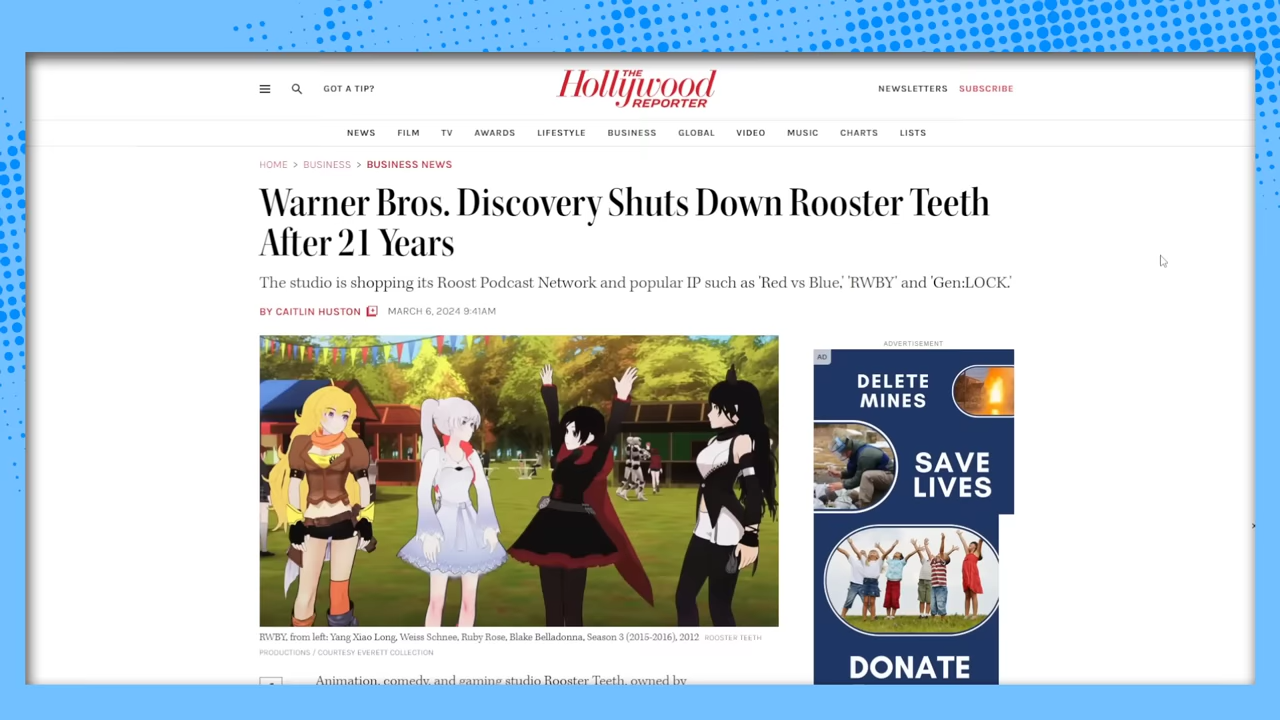 GOT A TIP?
THE
Hollywood
REPORTER
NEWSLETTERS SUBSCRIBE
NEWS FILM TV AWARDS LIFESTYLE BUSINESS GLOBAL VIDEO MUSIC CHARTS LISTS
HOME > BUSINESS > BUSINESS NEWS
Warner Bros. Discovery Shuts Down Rooster Teeth
After 21 Years
The studio is shopping its Roost Podcast Network and popular IP such as 'Red vs Blue,' 'RWBY' and 'Gen:LOCK.'
BY CAITLIN HUSTON MARCH 6, 2024 9:41AM
RWBY, from left: Yang Xiao Long, Weiss Schnee, Ruby Rose, Blake Belladonna, Season 3 (2015-2016), 2012 ROOSTER TEETH
PRODUCTIONS / COURTESY EVERETT COLLECTION
Animation, comedy, and gaming studio Rooster Teeth, owned by
ADVERTISEMENT
AD
DELETE
MINES
SAVE
LIVES
DONATE